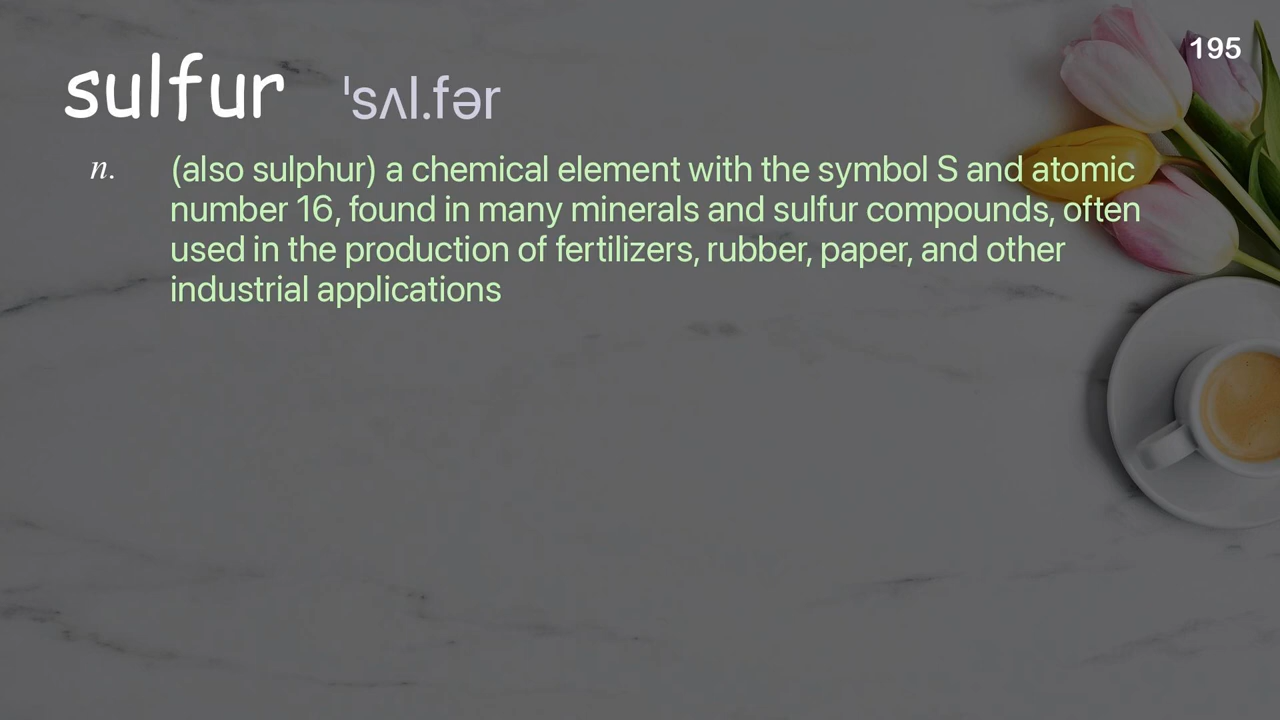 195
sulfur ˈsʌl.fər
n. (also sulphur) a chemical element with the symbol S and atomic
number 16, found in many minerals and sulfur compounds, often
used in the production of fertilizers, rubber, paper, and other
industrial applications